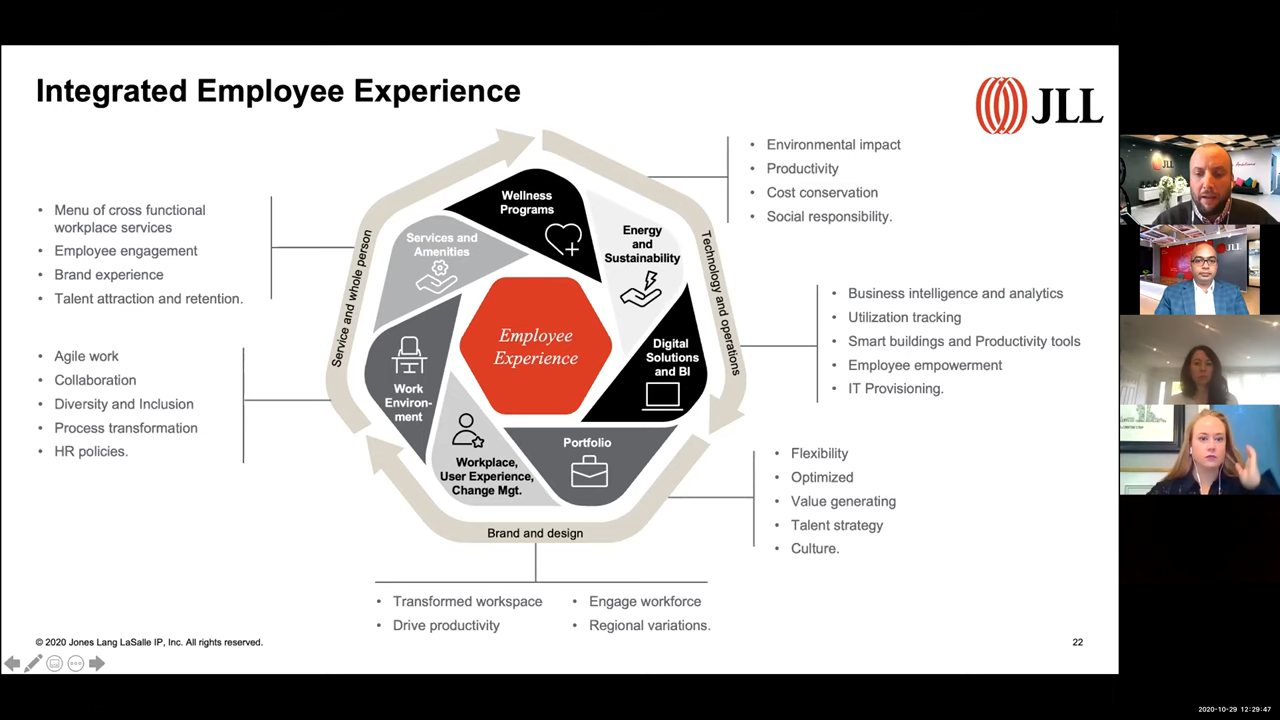 Integrated Employee Experience
JLL
• Menu of cross functional
workplace services
• Employee engagement
• Brand experience
• Talent attraction and retention.
• Agile work
• Collaboration
• Diversity and Inclusion
• Process transformation
• HR policies.
Service and whole person
Wellness
Programs
Services and
Amenities
Energy
and
Sustainability
Technology and operations
Employee
Experience
Digital
Solutions
and BI
Work
Environ-
ment
Portfolio
Workplace,
User Experience,
Change Mgt.
Brand and design
• Environmental impact
• Productivity
• Cost conservation
• Social responsibility.
• Business intelligence and analytics
• Utilization tracking
• Smart buildings and Productivity tools
• Employee empowerment
• IT Provisioning.
• Flexibility
• Optimized
• Value generating
• Talent strategy
• Culture.
• Transformed workspace
• Drive productivity
• Engage workforce
• Regional variations.
© 2020 Jones Lang LaSalle IP, Inc. All rights reserved.
22
JLL
JLL
2020-10-29 12:29:47